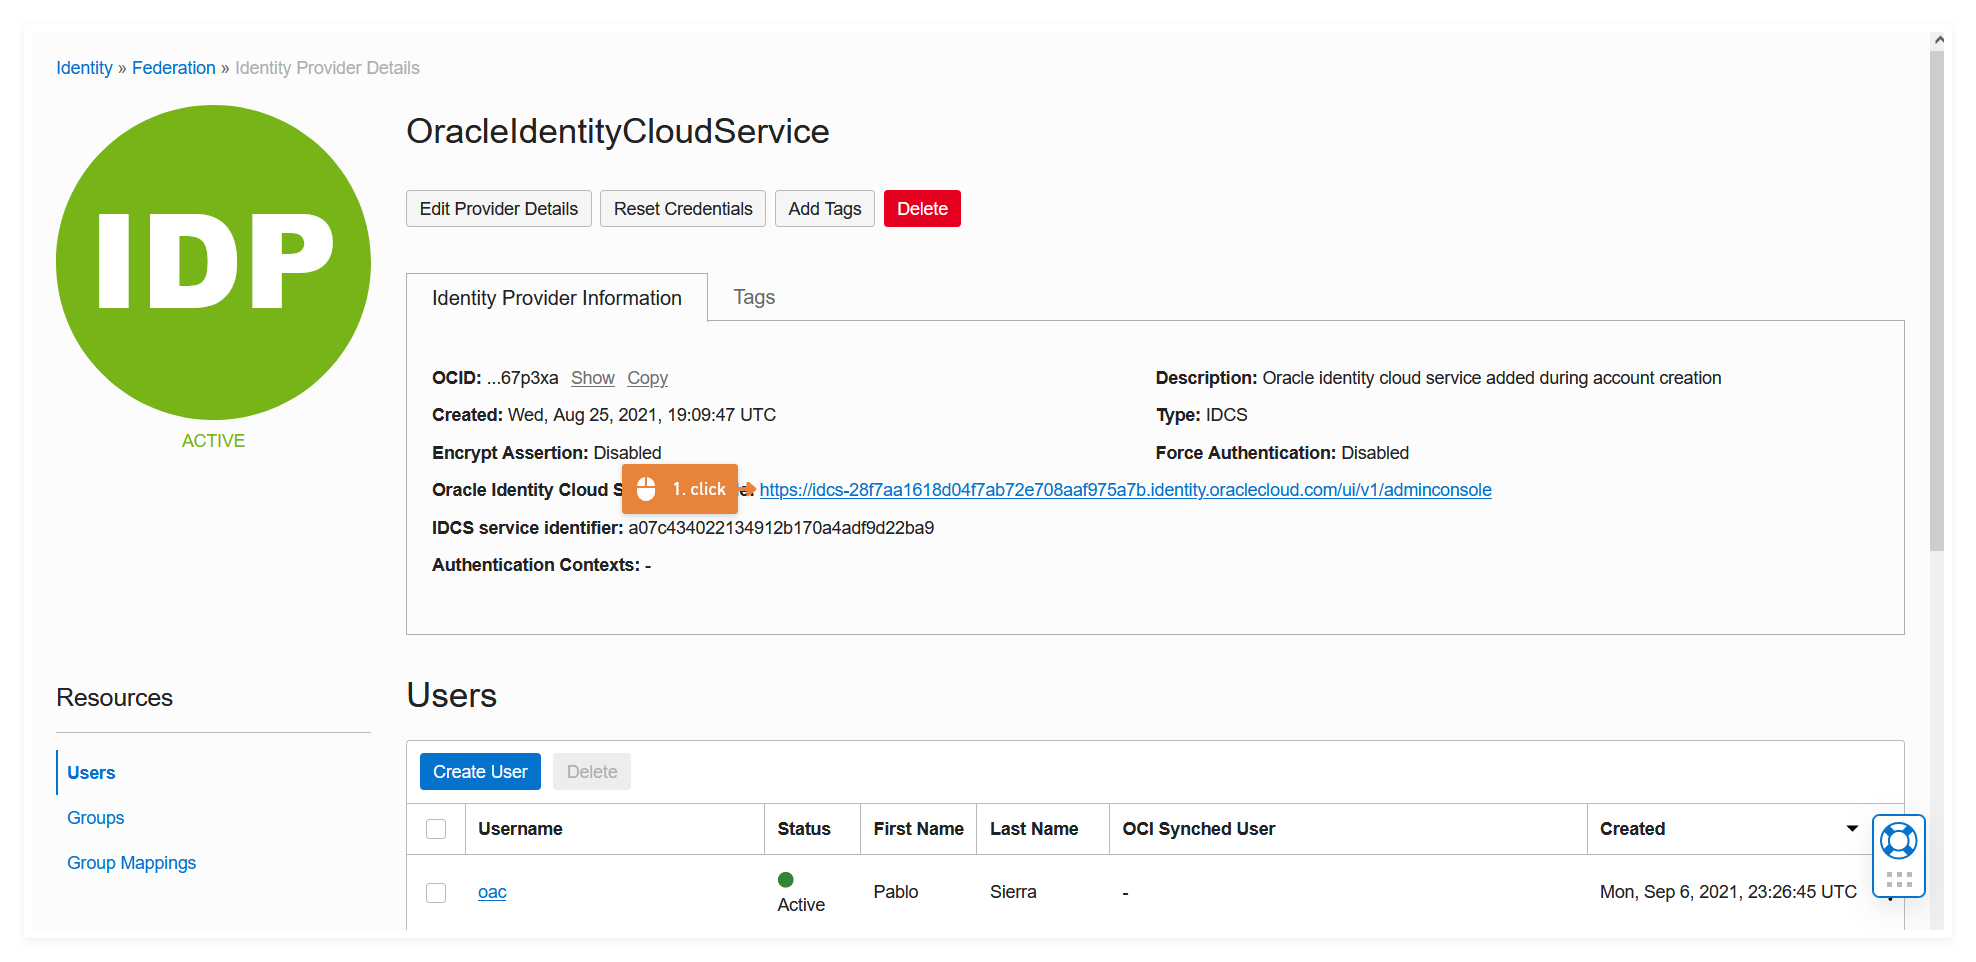 Identity » Federation » Identity Provider Details
IDP
ACTIVE
OracleIdentityCloudService
Edit Provider Details Reset Credentials Add Tags Delete
Identity Provider Information Tags
OCID: ...67p3xa Show Copy
Description: Oracle identity cloud service added during account creation
Created: Wed, Aug 25, 2021, 19:09:47 UTC
Type: IDCS
Encrypt Assertion: Disabled
Force Authentication: Disabled
Oracle Identity Cloud 1. click https://idcs-28f7aa1618d04f7ab72e708aaf975a7b.identity.oraclecloud.com/ui/v1/adminconsole
IDCS service identifier: a07c434022134912b170a4adf9d22ba9
Authentication Contexts: -
Resources
Users
Groups
Group Mappings
Users
Create User Delete
Username Status First Name Last Name OCI Synched User Created
oac Active Pablo Sierra - Mon, Sep 6, 2021, 23:26:45 UTC